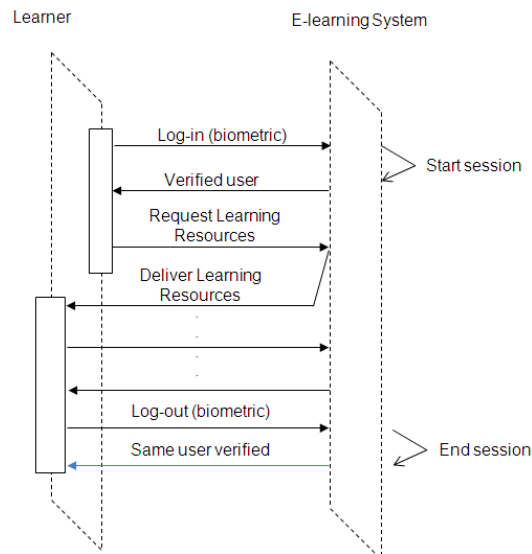 Learner
E-learning System
Log-in (biometric)
Start session
Verified user
Request Learning
Resources
Deliver Learning
Resources
Log-out (biometric)
Same user verified
End session